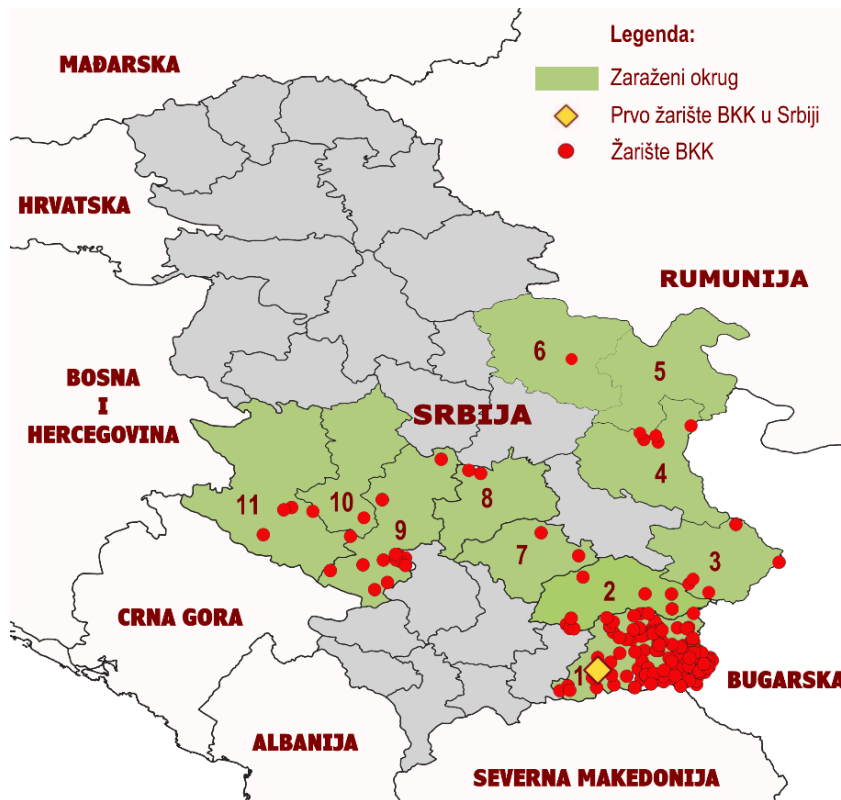 Legenda:
Zaraženi okrug
Prvo žarište BKK u Srbiji
Žarište BKK
MAĐARSKA
HRVATSKA
RUMUNIJA
BOSNA
I
HERCEGOVINA
SRBIJA
6
5
4
11
10
9
8
7
3
2
1
CRNA GORA
BUGARSKA
ALBANIJA
SEVERNA MAKEDONIJA